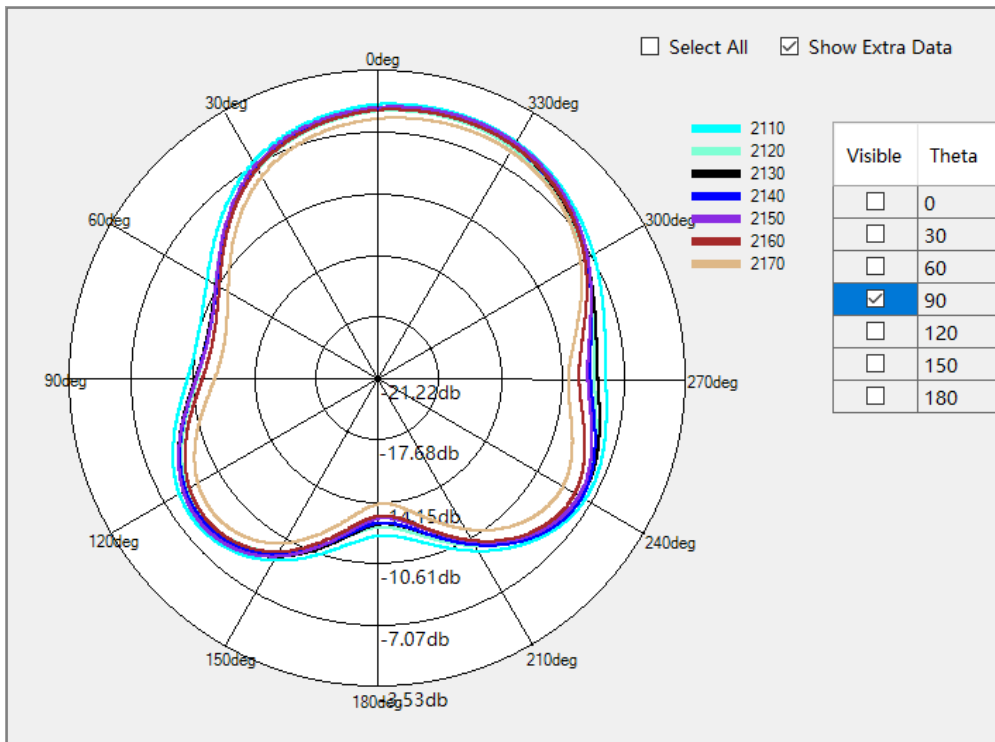 Select All
Show Extra Data
0deg
30deg
330deg
60deg
300deg
90deg
270deg
120deg
240deg
150deg
210deg
180deg
-21.22db
-17.68db
-14.15db
-10.61db
-7.07db
-3.53db
2110
2120
2130
2140
2150
2160
2170
Visible Theta
0
30
60
90
120
150
180